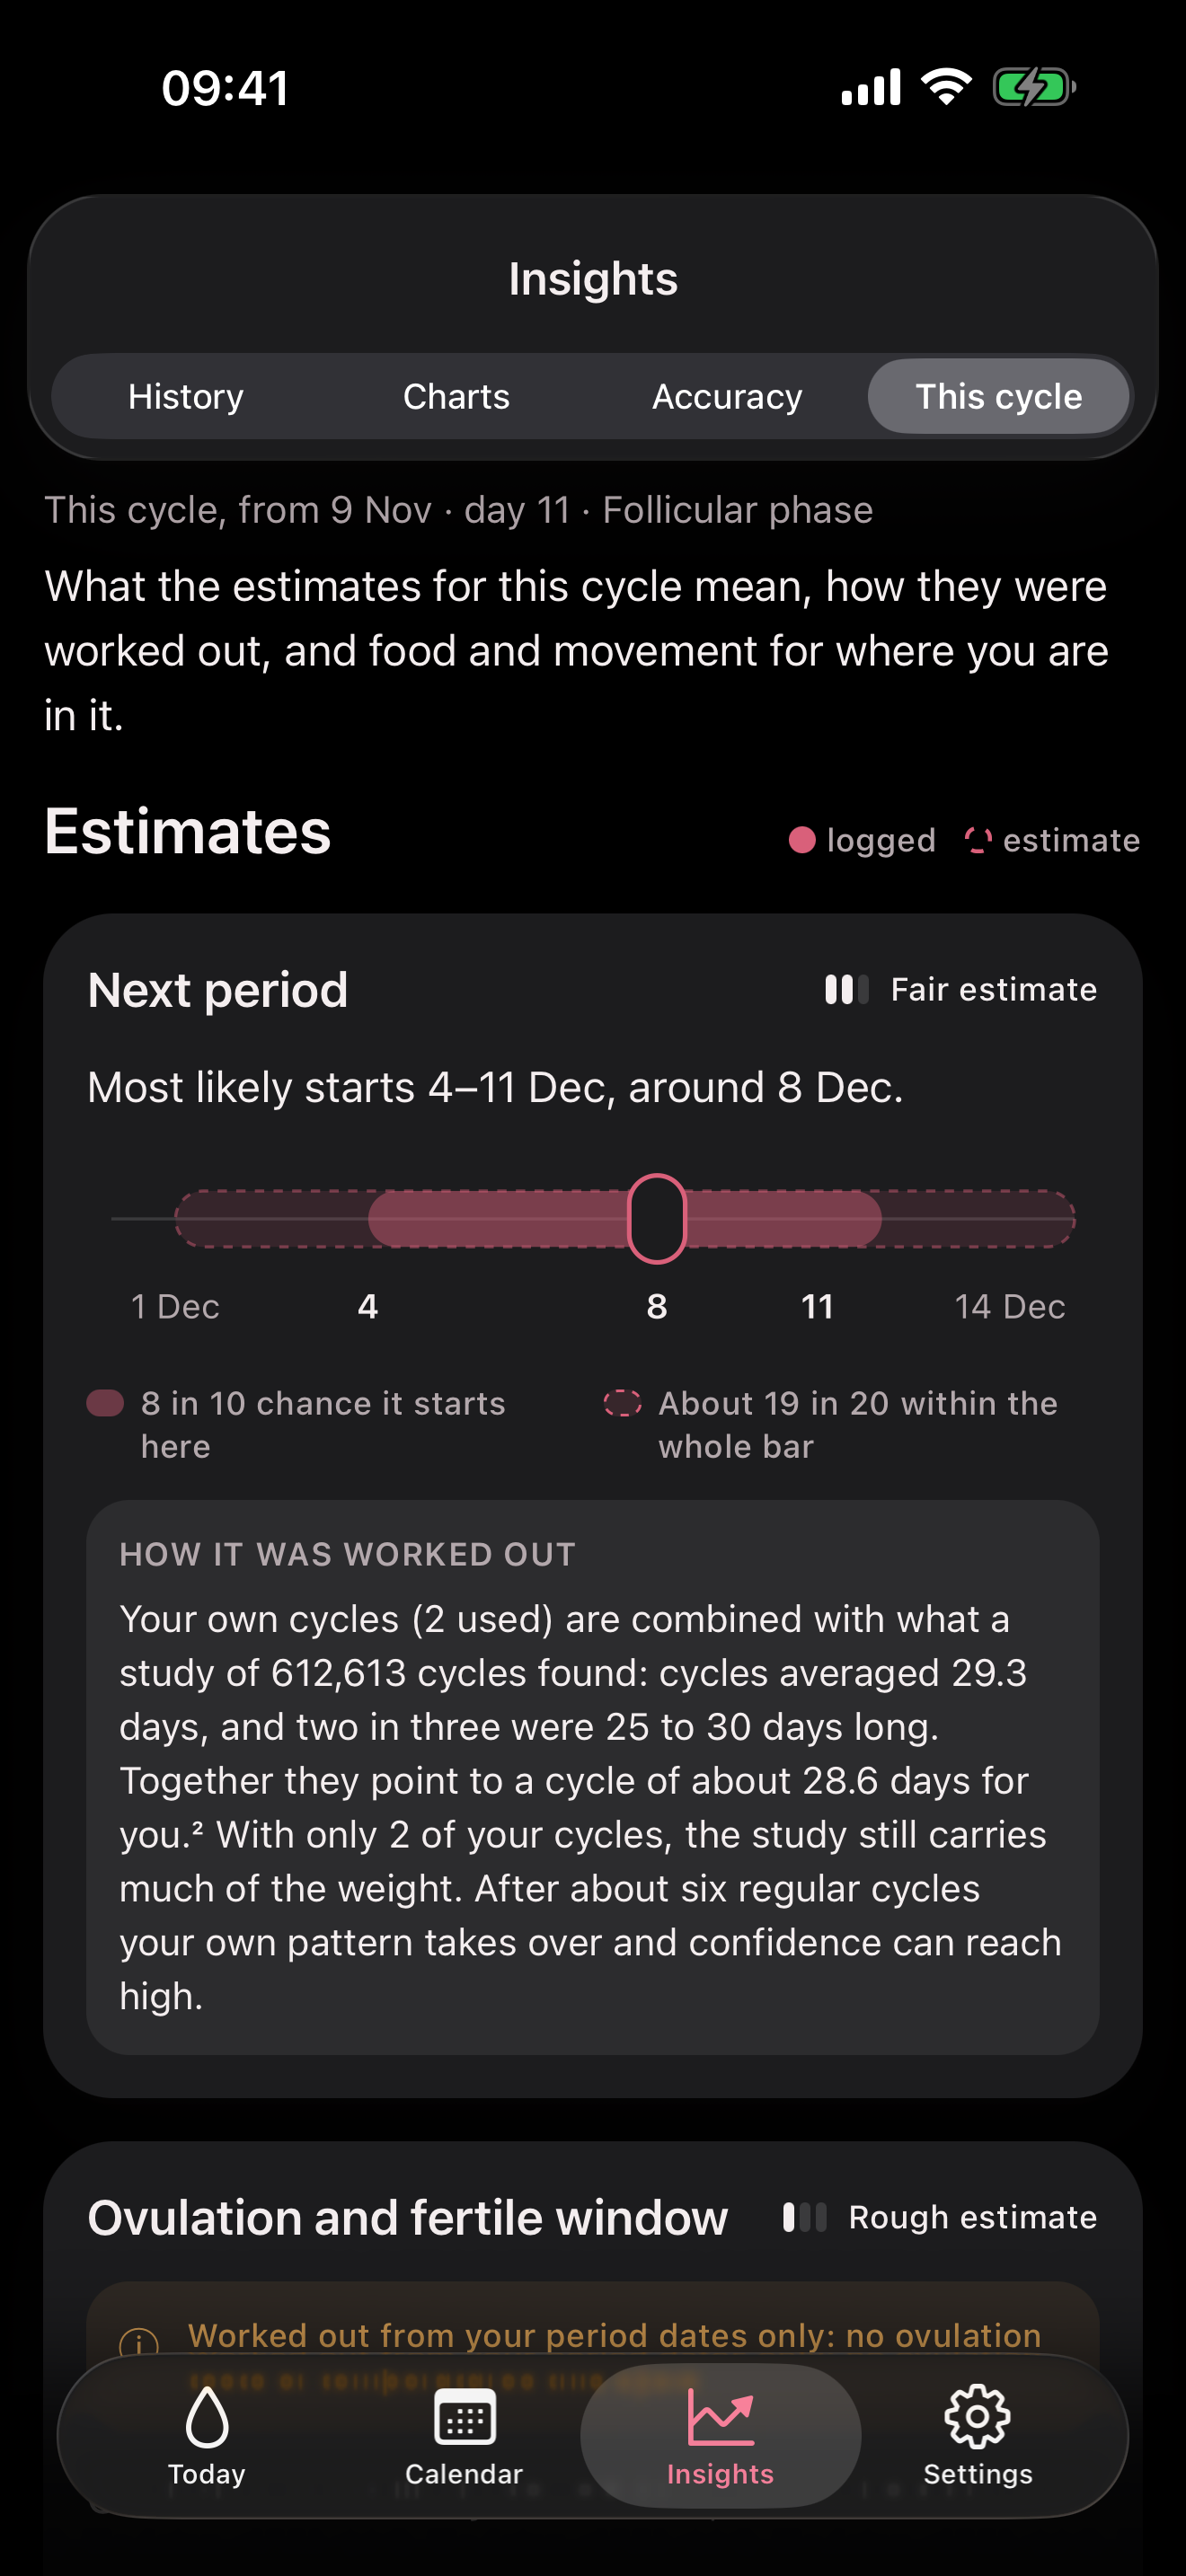 09:41
Insights
History Charts Accuracy This cycle
This cycle, from 9 Nov · day 11 · Follicular phase
What the estimates for this cycle mean, how they were
worked out, and food and movement for where you are
in it.
Estimates logged estimate
Next period Fair estimate
Most likely starts 4–11 Dec, around 8 Dec.
1 Dec 4 8 11 14 Dec
8 in 10 chance it starts
here
About 19 in 20 within the
whole bar
HOW IT WAS WORKED OUT
Your own cycles (2 used) are combined with what a
study of 612,613 cycles found: cycles averaged 29.3
days, and two in three were 25 to 30 days long.
Together they point to a cycle of about 28.6 days for
you.² With only 2 of your cycles, the study still carries
much of the weight. After about six regular cycles
your own pattern takes over and confidence can reach
high.
Ovulation and fertile window Rough estimate
Worked out from your period dates only: no ovulation
Today Calendar Insights Settings